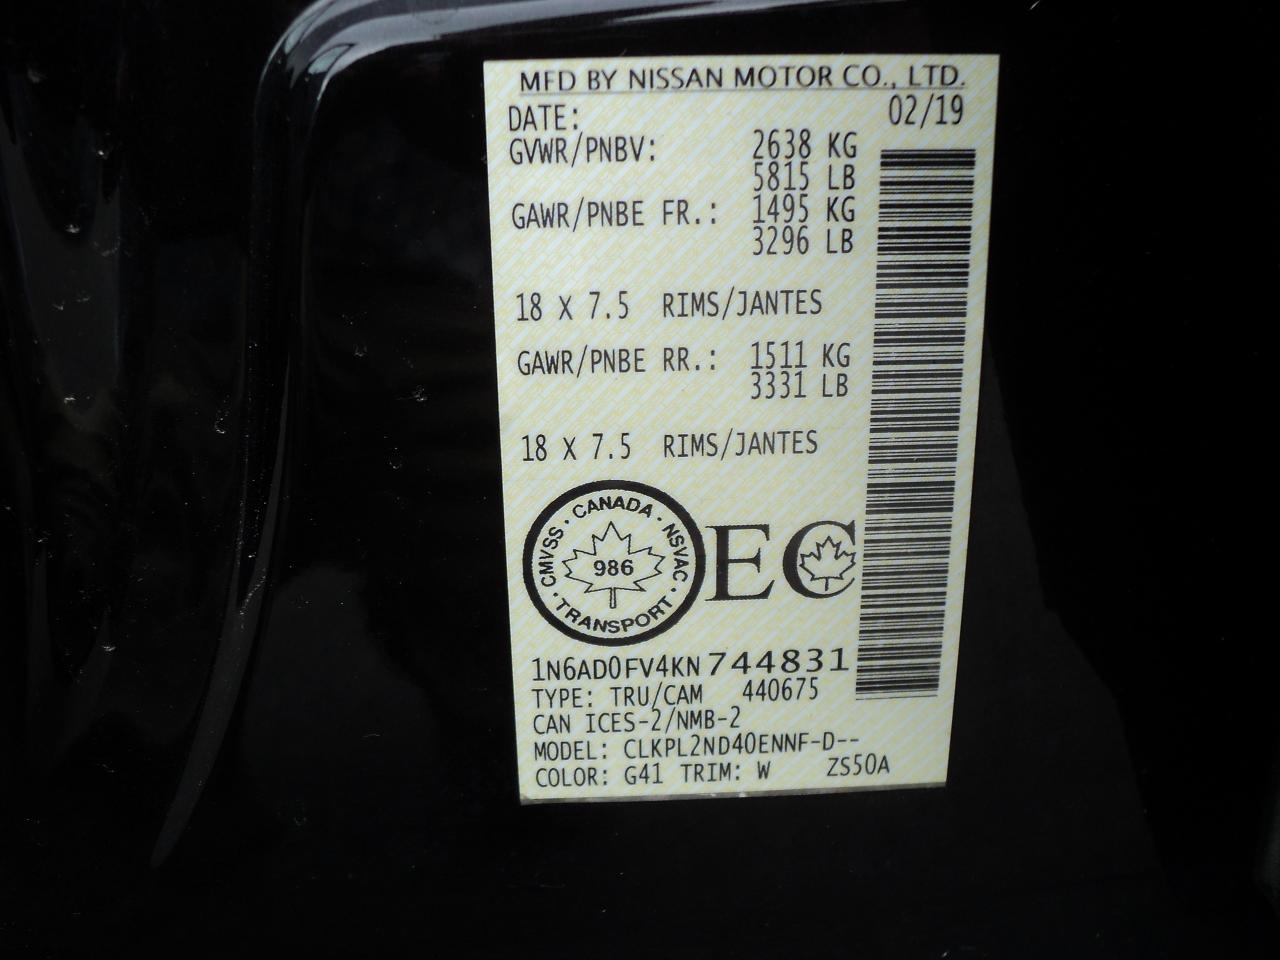 MFD BY NISSAN MOTOR CO., LTD.
DATE: 02/19
GVWR/PNBV: 2638 KG
5815 LB
GAWR/PNBE FR.: 1495 KG
3296 LB
18 X 7.5 RIMS/JANTES
GAWR/PNBE RR.: 1511 KG
3331 LB
18 X 7.5 RIMS/JANTES
CMVSS · CANADA · NSVAC
986
· TRANSPORT ·
EC
1N6AD0FV4KN744831
TYPE: TRU/CAM 440675
CAN ICES-2/NMB-2
MODEL: CLKPL2ND40ENNF-D--
COLOR: G41 TRIM: W ZS50A